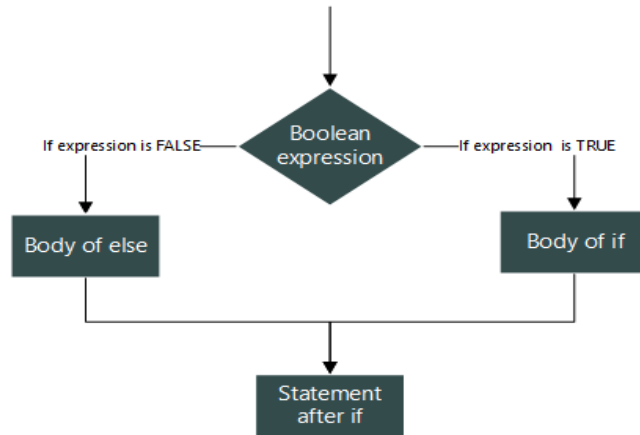 Boolean
expression
If expression is FALSE
If expression is TRUE
Body of else
Body of if
Statement
after if